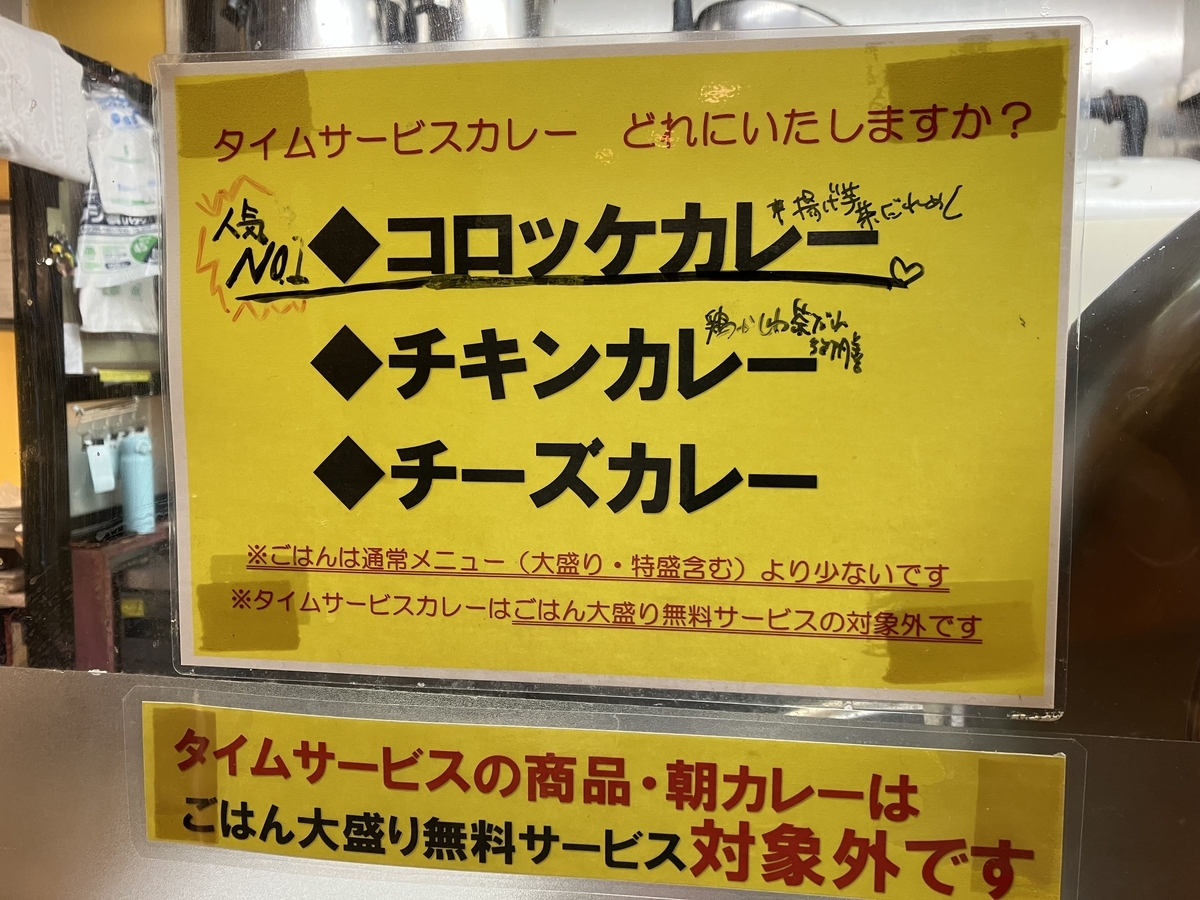 タイムサービスカレー どれにいたしますか？
人気
NO.1
◆コロッケカレー
◆チキンカレー
◆チーズカレー
※ごはんは通常メニュー（大盛り・特盛含む）より少ないです
※タイムサービスカレーはごはん大盛り無料サービスの対象外です
タイムサービスの商品・朝カレーは
ごはん大盛り無料サービス対象外です